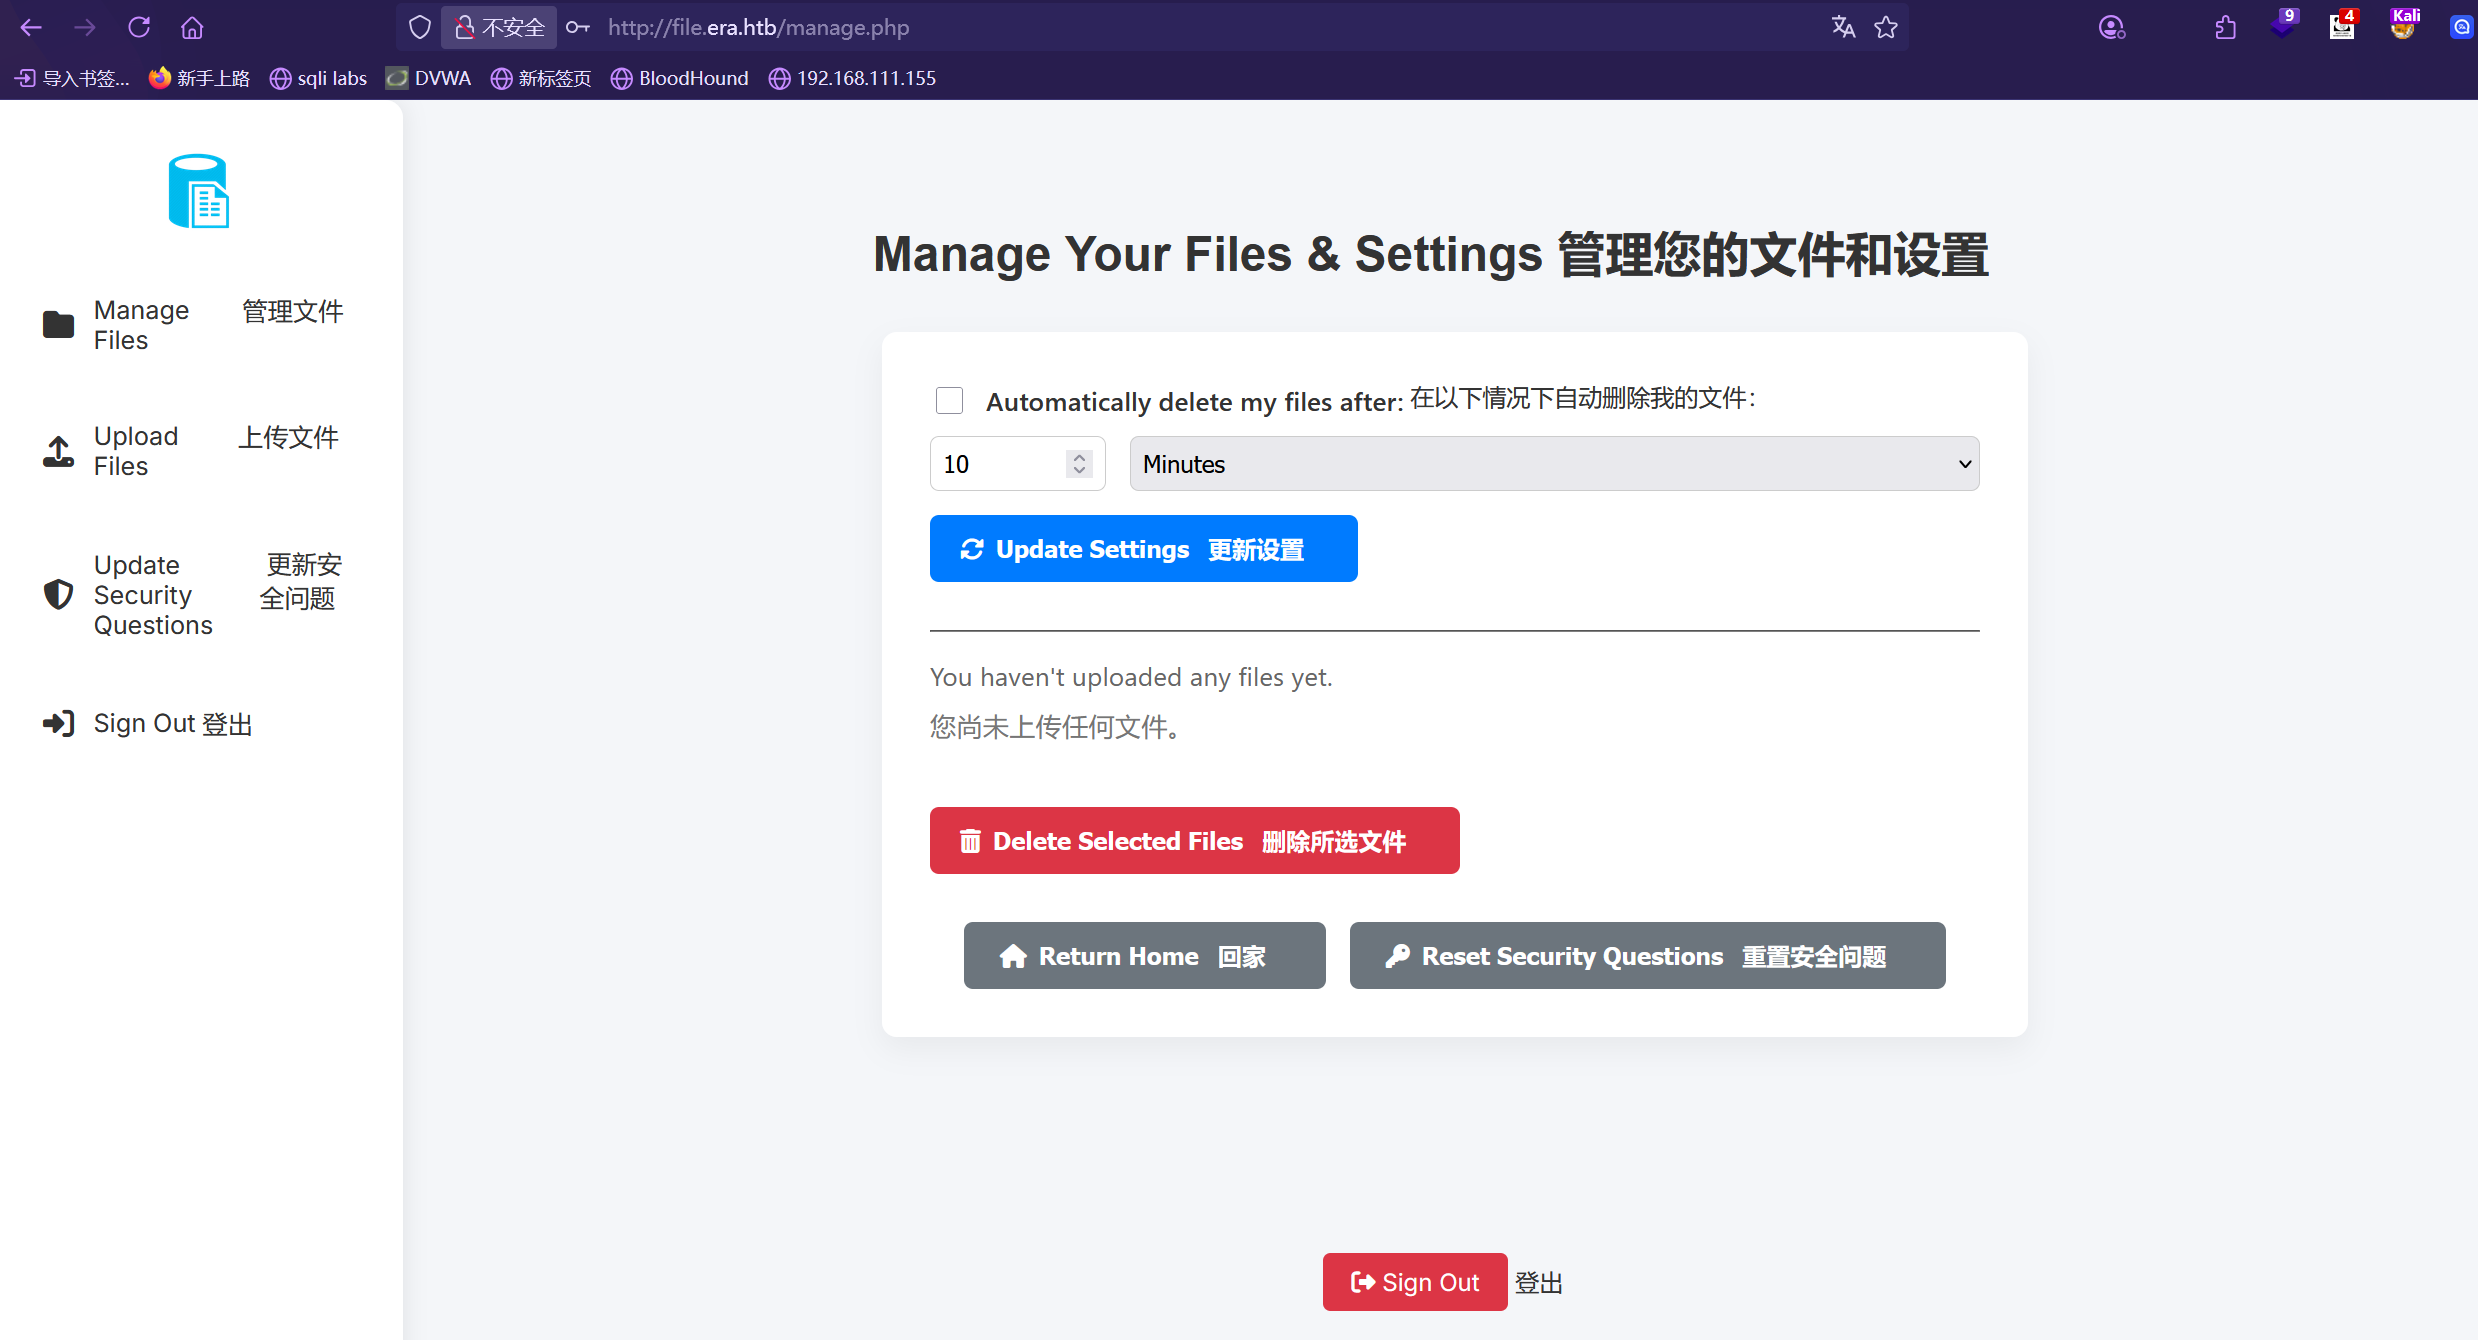 不安全
http://file.era.htb/manage.php
9
4
Kali
导入书签...
新手上路
sqli labs
DVWA
新标签页
BloodHound
192.168.111.155
Manage Files
管理文件
Upload Files
上传文件
Update Security Questions
更新安全问题
Sign Out 登出
Manage Your Files & Settings 管理您的文件和设置
Automatically delete my files after: 在以下情况下自动删除我的文件：
10
Minutes
Update Settings 更新设置
You haven't uploaded any files yet.
您尚未上传任何文件。
Delete Selected Files 删除所选文件
Return Home 回家
Reset Security Questions 重置安全问题
Sign Out 登出